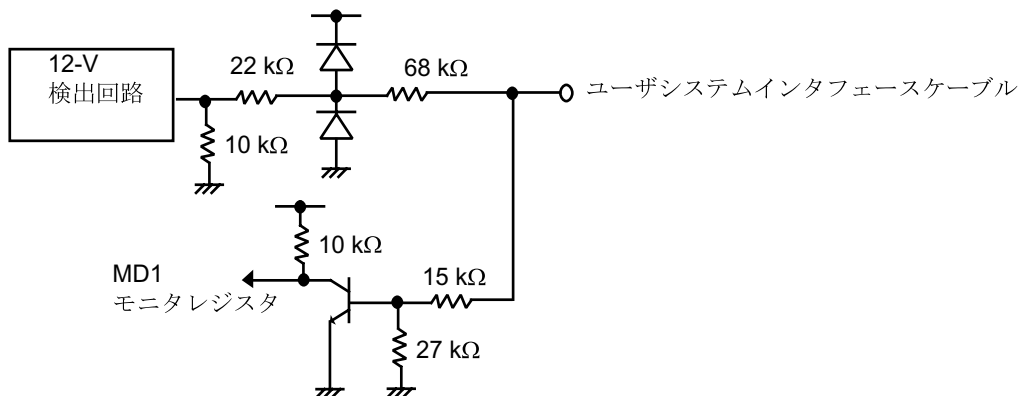 12-V
検出回路
22 kΩ
68 kΩ
ユーザシステムインタフェースケーブル
10 kΩ
10 kΩ
MD1
モニタレジスタ
15 kΩ
27 kΩ